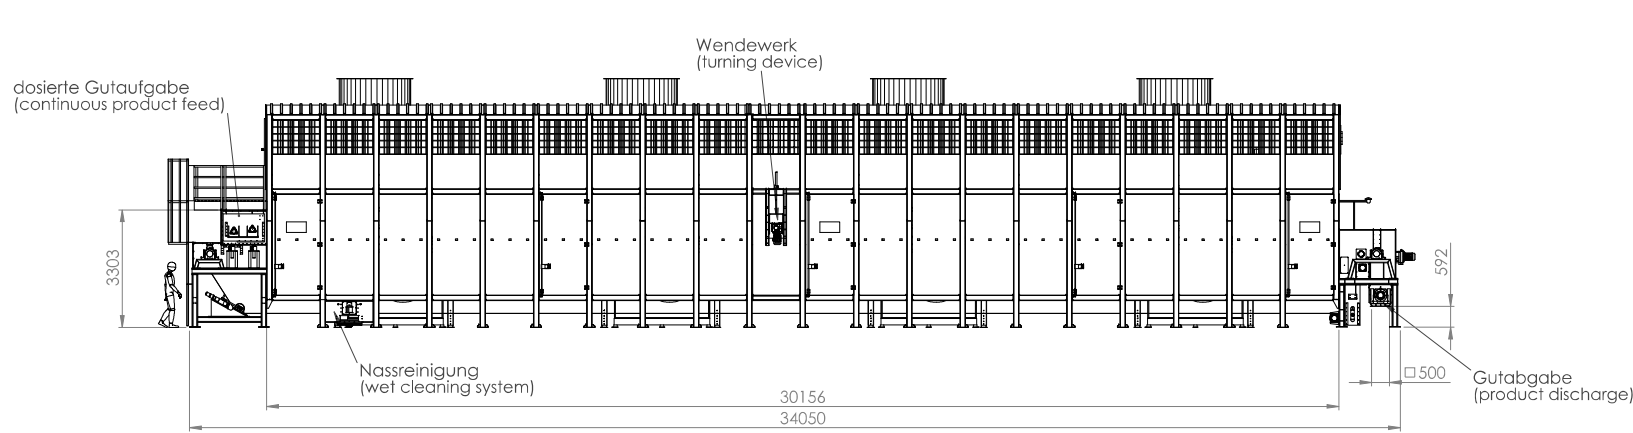 Wendewerk
(turning device)
dosierte Gutaufgabe
(continuous product feed)
3303
592
Nassreinigung
(wet cleaning system)
□500
Gutabgabe
(product discharge)
30156
34050